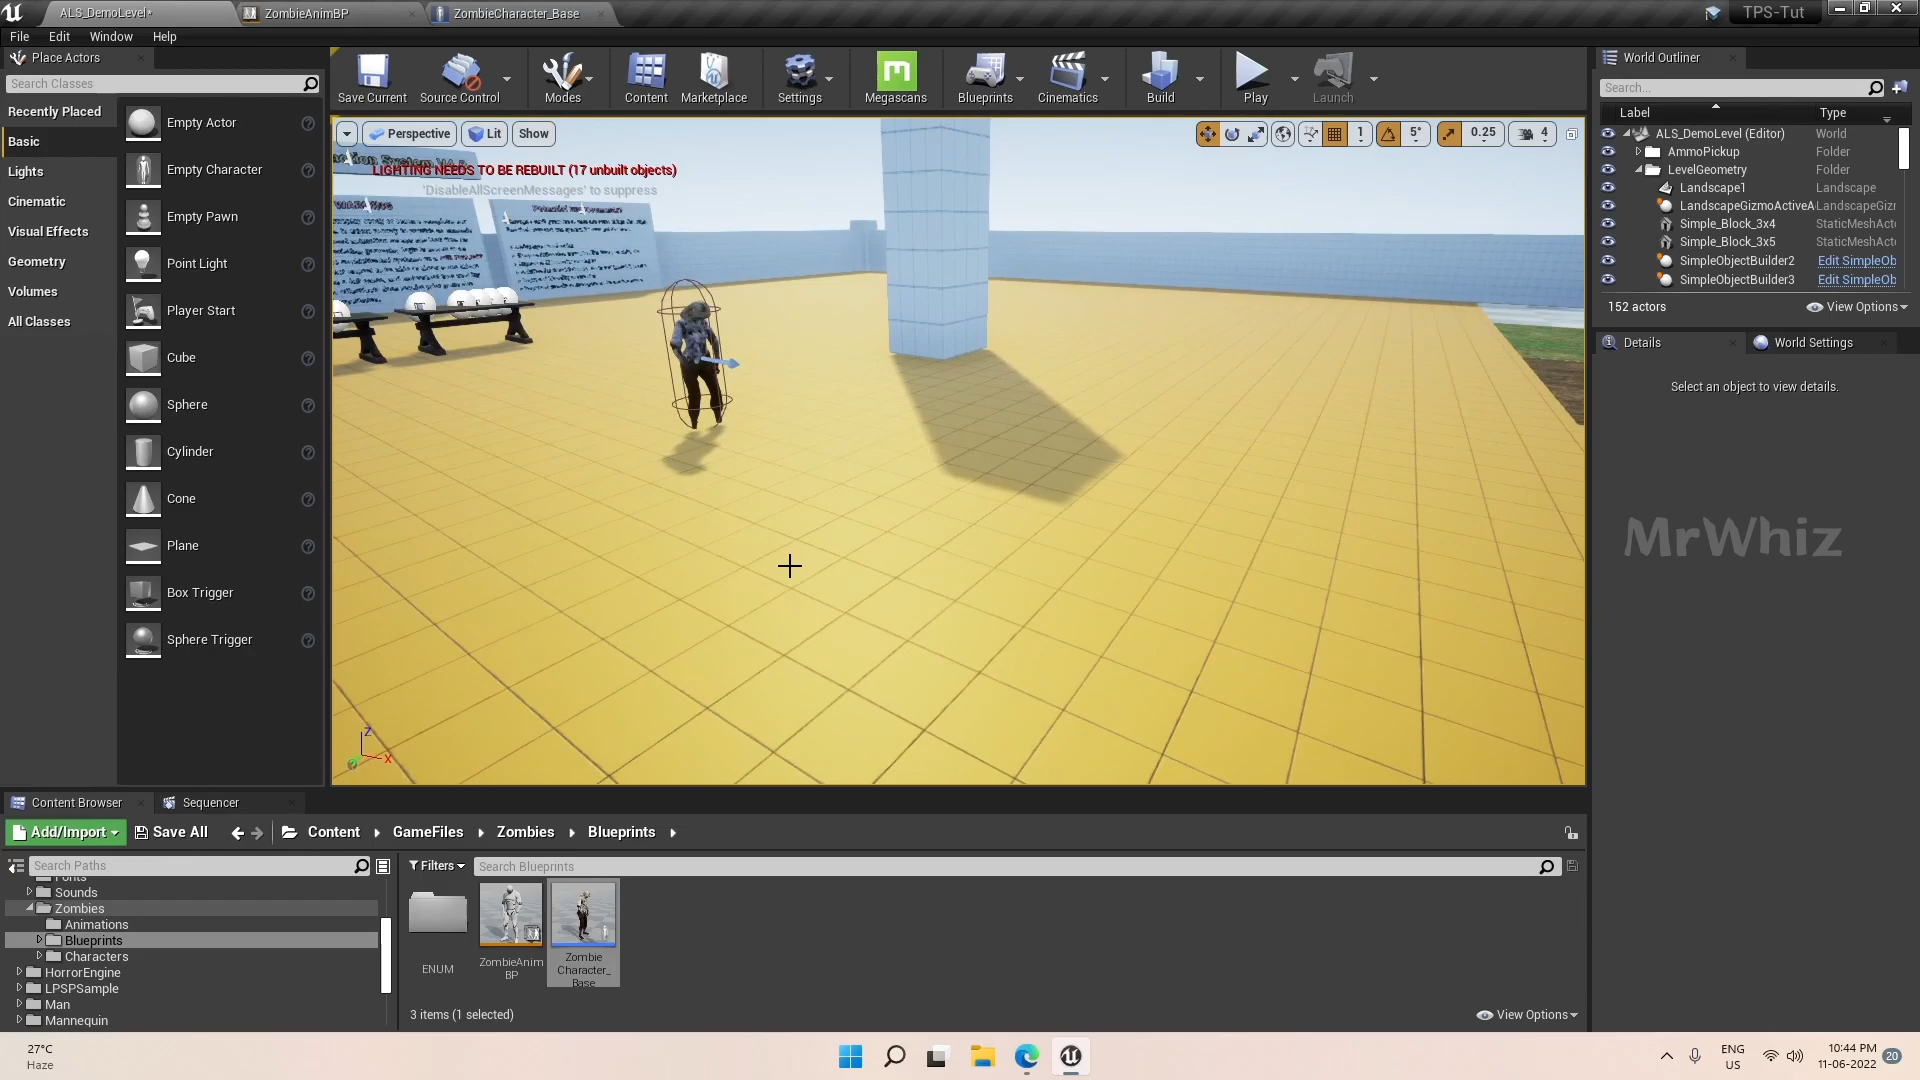 ALS_DemoLevel*
ZombieAnimBP
ZombieCharacter_Base
TPS-Tut
File Edit Window Help
Place Actors
Search Classes
Recently Placed
Basic
Lights
Cinematic
Visual Effects
Geometry
Volumes
All Classes
Empty Actor
Empty Character
Empty Pawn
Point Light
Player Start
Cube
Sphere
Cylinder
Cone
Plane
Box Trigger
Sphere Trigger
Save Current
Source Control
Modes
Content
Marketplace
Settings
Megascans
Blueprints
Cinematics
Build
Play
Launch
Perspective
Lit
Show
1
5°
0.25
4
LIGHTING NEEDS TO BE REBUILT (17 unbuilt objects)
'DisableAllScreenMessages' to suppress
Z
X
World Outliner
Search...
Label Type
ALS_DemoLevel (Editor) World
AmmoPickup Folder
LevelGeometry Folder
Landscape1 Landscape
LandscapeGizmoActiveA LandscapeGizr
Simple_Block_3x4 StaticMeshActo
Simple_Block_3x5 StaticMeshActo
SimpleObjectBuilder2 Edit SimpleOb
SimpleObjectBuilder3 Edit SimpleOb
152 actors
View Options
Details
World Settings
Select an object to view details.
MrWhiz
Content Browser
Sequencer
Add/Import
Save All
Content
GameFiles
Zombies
Blueprints
Search Paths
Filters
Search Blueprints
Fonts
Sounds
Zombies
Animations
Blueprints
Characters
HorrorEngine
LPSPSample
Man
Mannequin
ENUM
ZombieAnim
BP
Zombie
Character_
Base
3 items (1 selected)
View Options
27°C
Haze
ENG
US
10:44 PM
11-06-2022
20